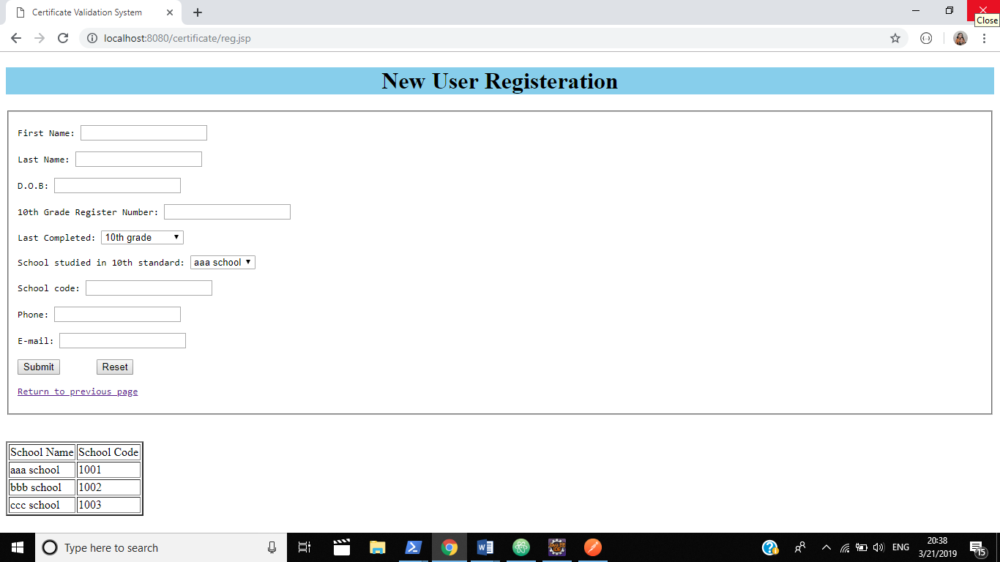 Certificate Validation System
Close
localhost:8080/certificate/reg.jsp
New User Registeration
First Name:
Last Name:
D.O.B:
10th Grade Register Number:
Last Completed: 10th grade
School studied in 10th standard: aaa school
School code:
Phone:
E-mail:
Submit Reset
Return to previous page
School Name School Code
aaa school 1001
bbb school 1002
ccc school 1003
Type here to search
ENG
20:38
3/21/2019
15